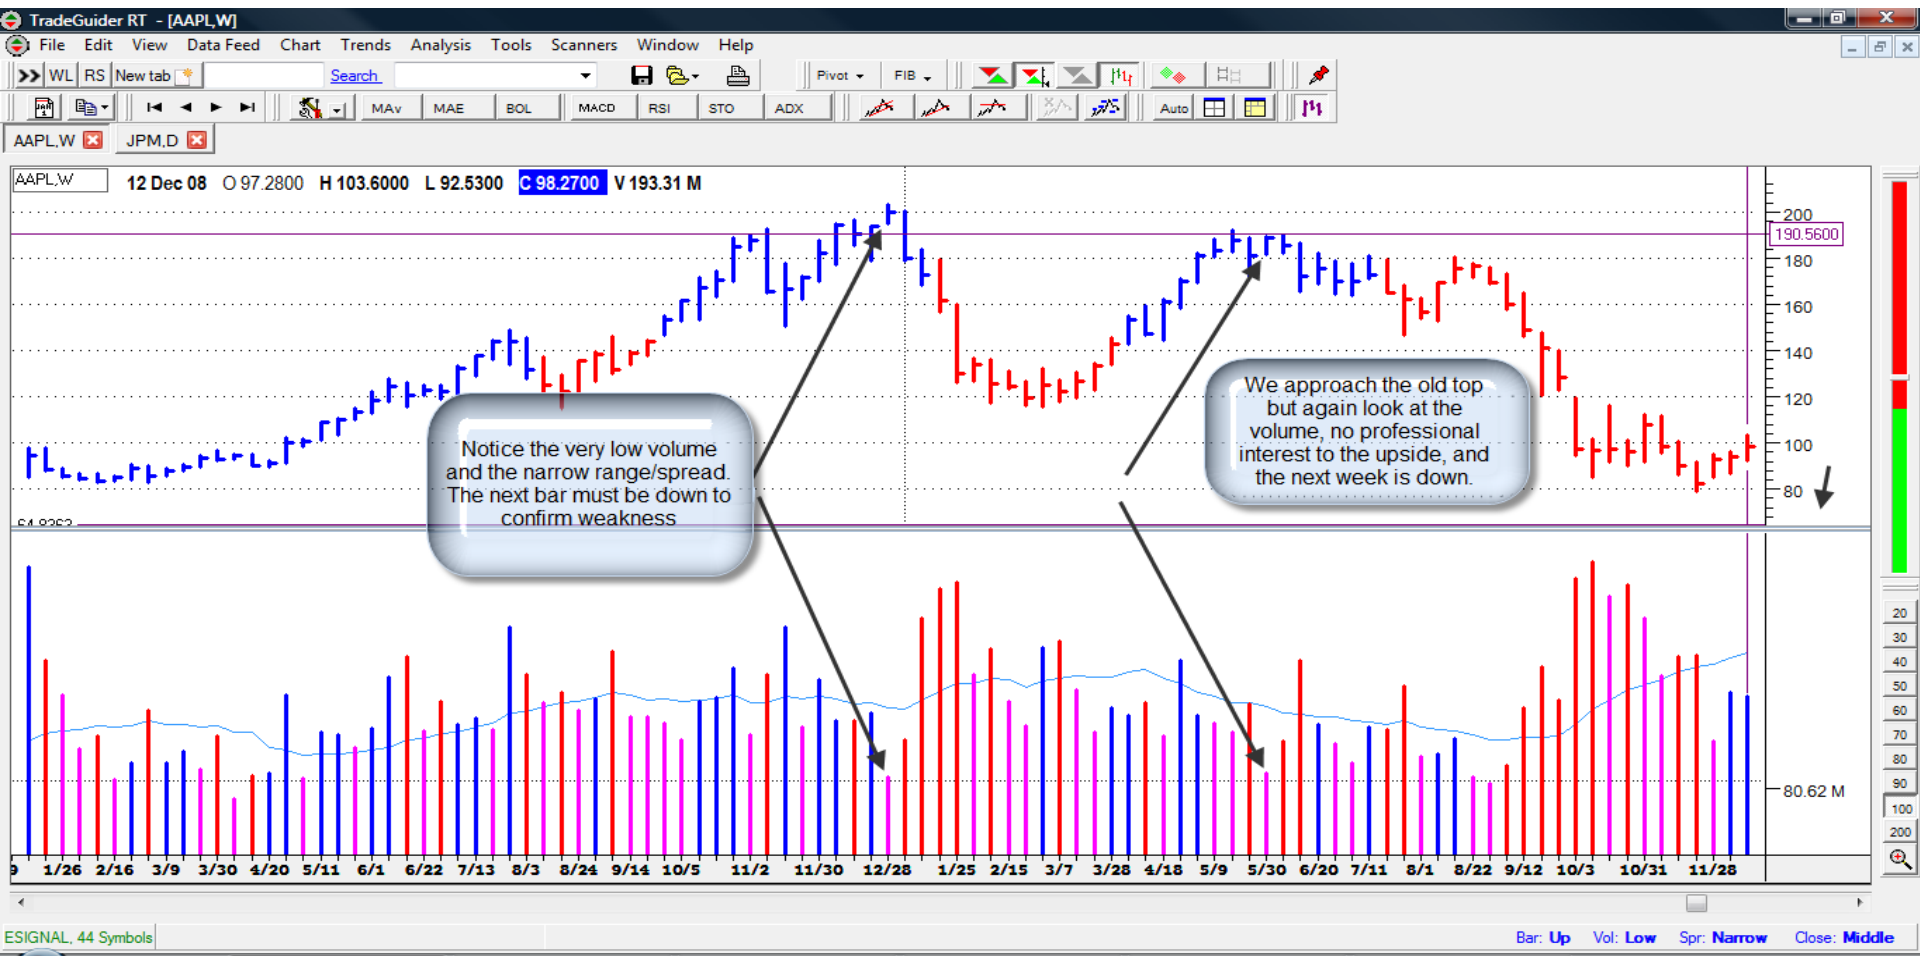 TradeGuider RT - [AAPL,W]
File Edit View Data Feed Chart Trends Analysis Tools Scanners Window Help
WL RS New tab Search Pivot FIB
MAv MAE BOL MACD RSI STO ADX Auto
AAPL,W JPM,D
AAPL,W 12 Dec 08 O 97.2800 H 103.6000 L 92.5300 C 98.2700 V 193.31 M
200
190.5600
180
160
140
120
100
80
Notice the very low volume
and the narrow range/spread.
The next bar must be down to
confirm weakness
We approach the old top
but again look at the
volume, no professional
interest to the upside, and
the next week is down.
20
30
40
50
60
70
80
90
100
200
80.62 M
1/26 2/16 3/9 3/30 4/20 5/11 6/1 6/22 7/13 8/3 8/24 9/14 10/5 11/2 11/30 12/28 1/25 2/15 3/7 3/28 4/18 5/9 5/30 6/20 7/11 8/1 8/22 9/12 10/3 10/31 11/28
ESIGNAL, 44 Symbols
Bar: Up Vol: Low Spr: Narrow Close: Middle